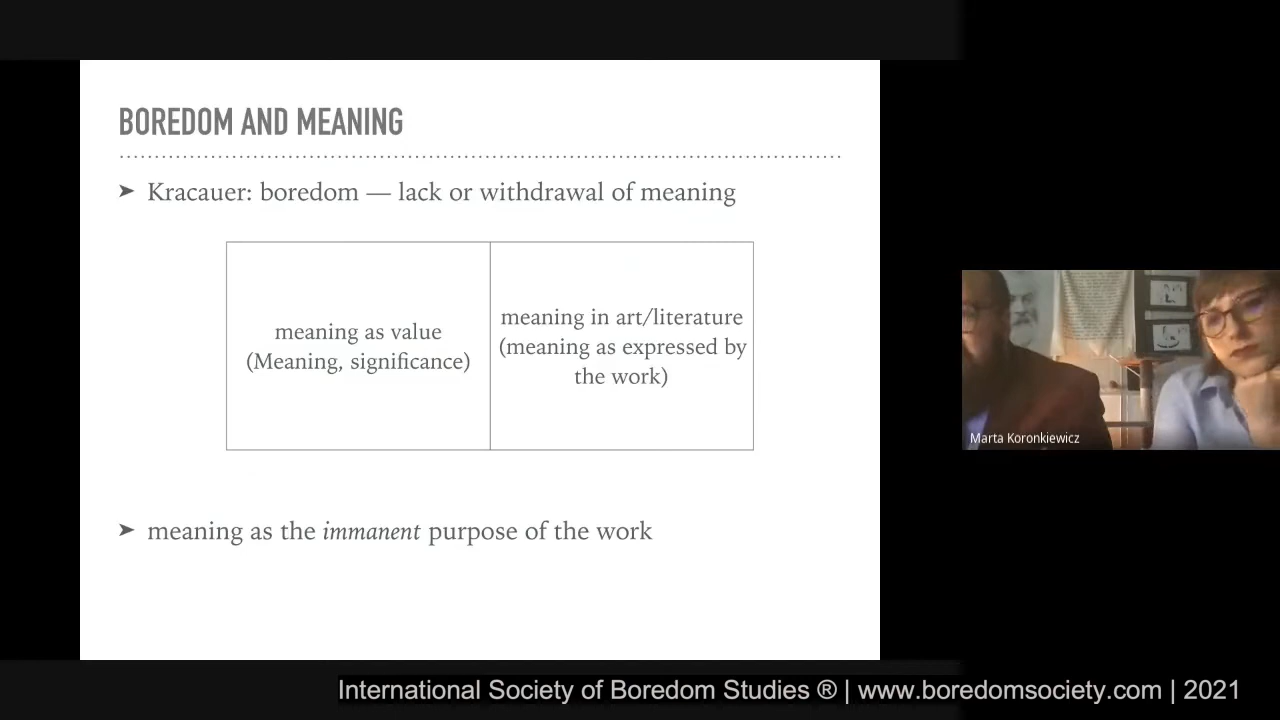 BOREDOM AND MEANING
➤ Kracauer: boredom — lack or withdrawal of meaning
meaning as value
(Meaning, significance)
meaning in art/literature
(meaning as expressed by
the work)
➤ meaning as the immanent purpose of the work
Marta Koronkiewicz
International Society of Boredom Studies ® | www.boredomsociety.com | 2021